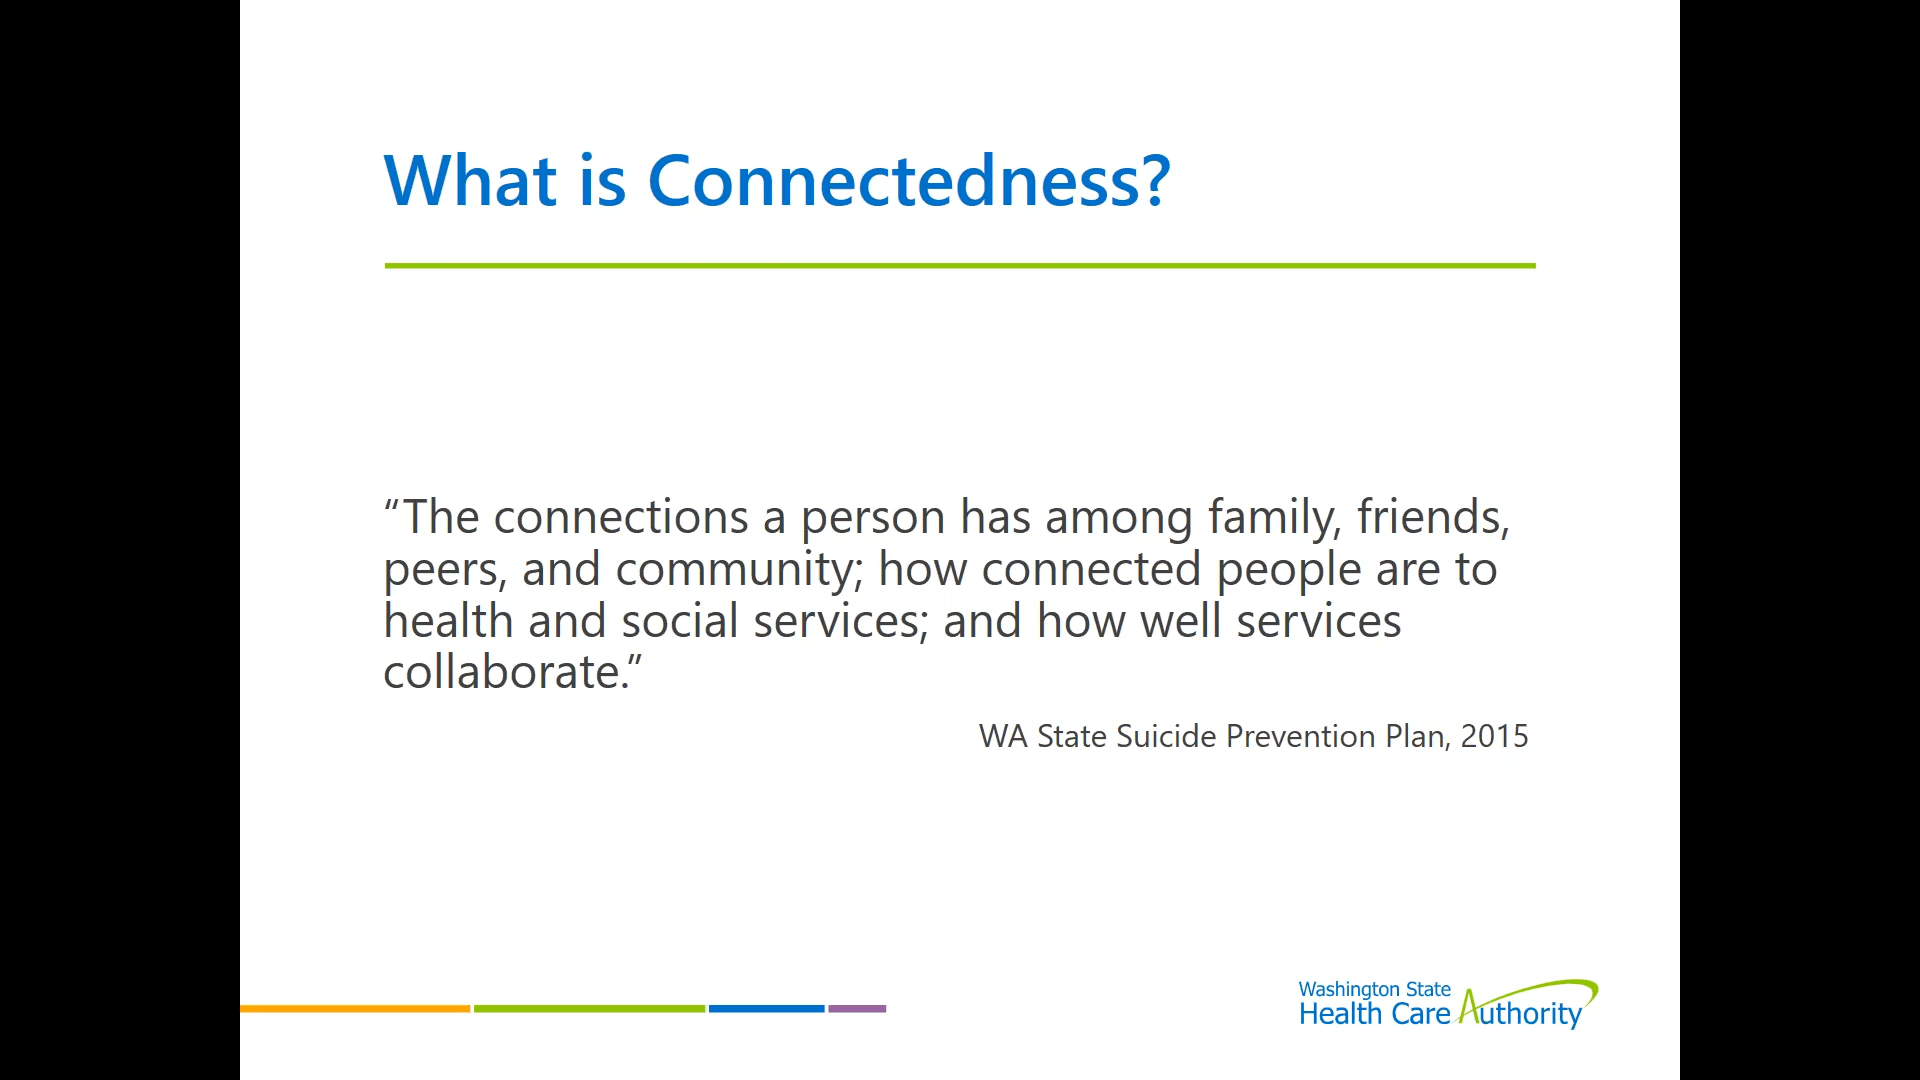 What is Connectedness?
“The connections a person has among family, friends,
peers, and community; how connected people are to
health and social services; and how well services
collaborate.”
WA State Suicide Prevention Plan, 2015
Washington State
Health Care Authority